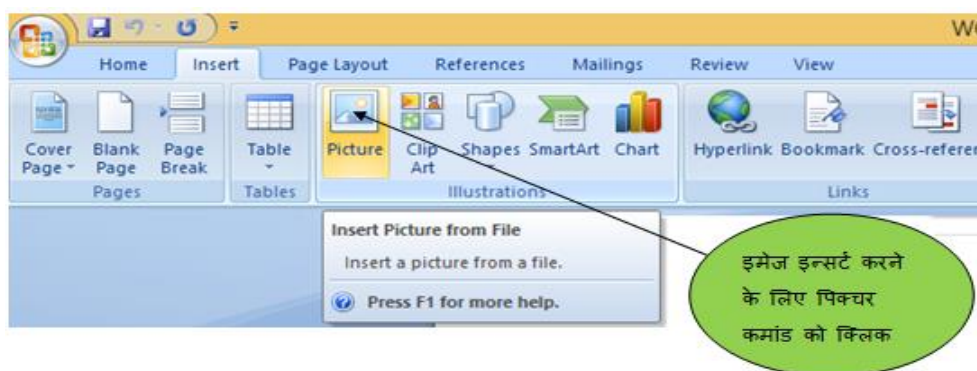 Home Insert Page Layout References Mailings Review View
Cover Page Blank Page Page Break Table Picture Clip Art Shapes SmartArt Chart Hyperlink Bookmark
Pages Tables Illustrations Links
Insert Picture from File
Insert a picture from a file.
Press F1 for more help.
इमेज इन्सर्ट करने
के लिए पिक्चर
कमांड को क्लिक